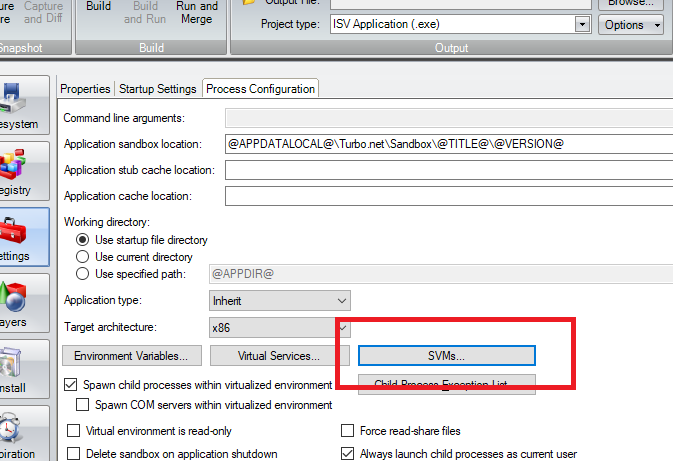 Capture Build Build Run and Browse...
and Diff and Run Merge Project type: ISV Application (.exe) Options
Snapshot Build Output
Properties Startup Settings Process Configuration
Command line arguments:
Application sandbox location: @APPDATALOCAL@\Turbo.net\Sandbox\@TITLE@\@VERSION@
Application stub cache location:
Application cache location:
Working directory:
Use startup file directory
Use current directory
Use specified path: @APPDIR@
Application type: Inherit
Target architecture: x86
Environment Variables... Virtual Services... SVMs...
Child Process Exception List...
Spawn child processes within virtualized environment
Spawn COM servers within virtualized environment
Virtual environment is read-only Force read-share files
Delete sandbox on application shutdown Always launch child processes as current user
esystem
egistry
ettings
ayers
nstall
piration